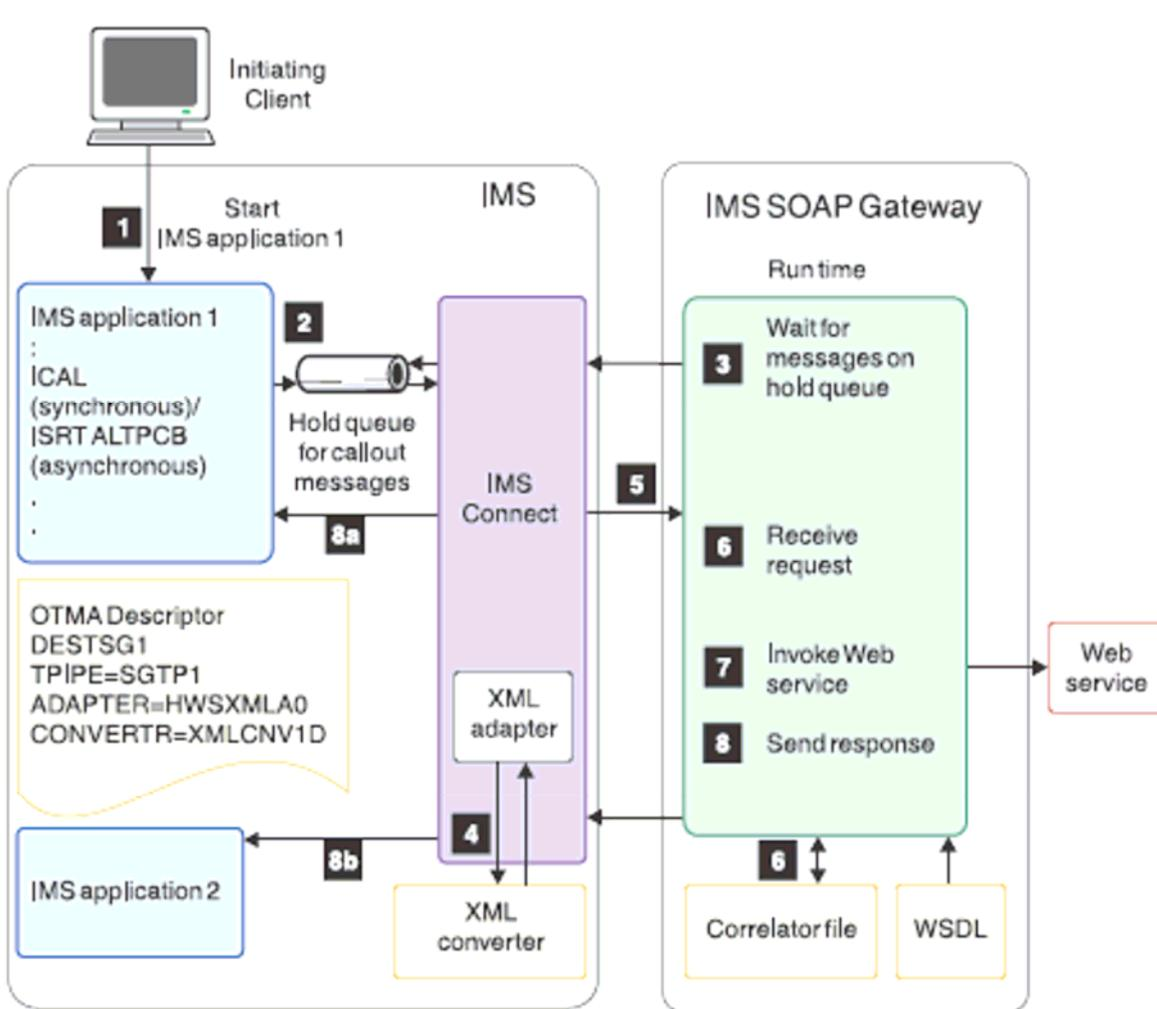 Initiating
Client
IMS
1
Start
IMS application 1
IMS application 1
:
ICAL
(synchronous)/
ISRT ALTPCB
(asynchronous)
.
.
2
Hold queue
for callout
messages
8a
IMS
Connect
OTMA Descriptor
DESTSG1
TPIPE=SGTP1
ADAPTER=HWSXMLA0
CONVERTR=XMLCNV1D
XML
adapter
4
8b
IMS application 2
XML
converter
IMS SOAP Gateway
Run time
3
Wait for
messages on
hold queue
5
6
Receive
request
7
Invoke Web
service
8
Send response
Web
service
6
Correlator file
WSDL